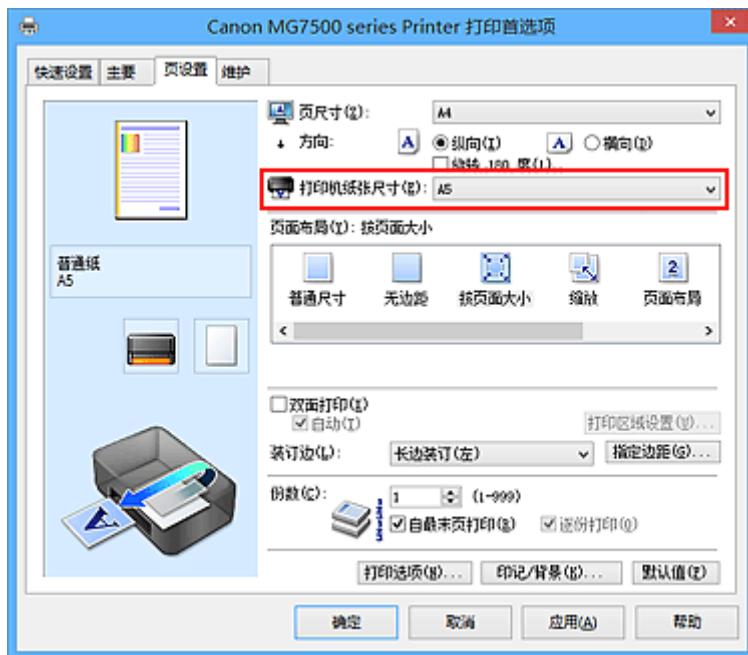 Canon MG7500 series Printer 打印首选项
快速设置 主要 页设置 维护
页尺寸(Z): A4
方向: A 纵向(I) A 横向(D)
旋转 180 度(1)..
打印机纸张尺寸(E): A5
页面布局(Y): 按页面大小
普通纸
A5
普通尺寸 无边距 按页面大小 缩放 页面布局
双面打印(X)
自动(T) 打印区域设置(U)...
装订边(L): 长边装订(左) 指定边距(G)...
份数(C): 1 (1-999)
自最末页打印(R) 逐份打印(O)
打印选项(N)... 印记/背景(K)... 默认值(F)
确定 取消 应用(A) 帮助